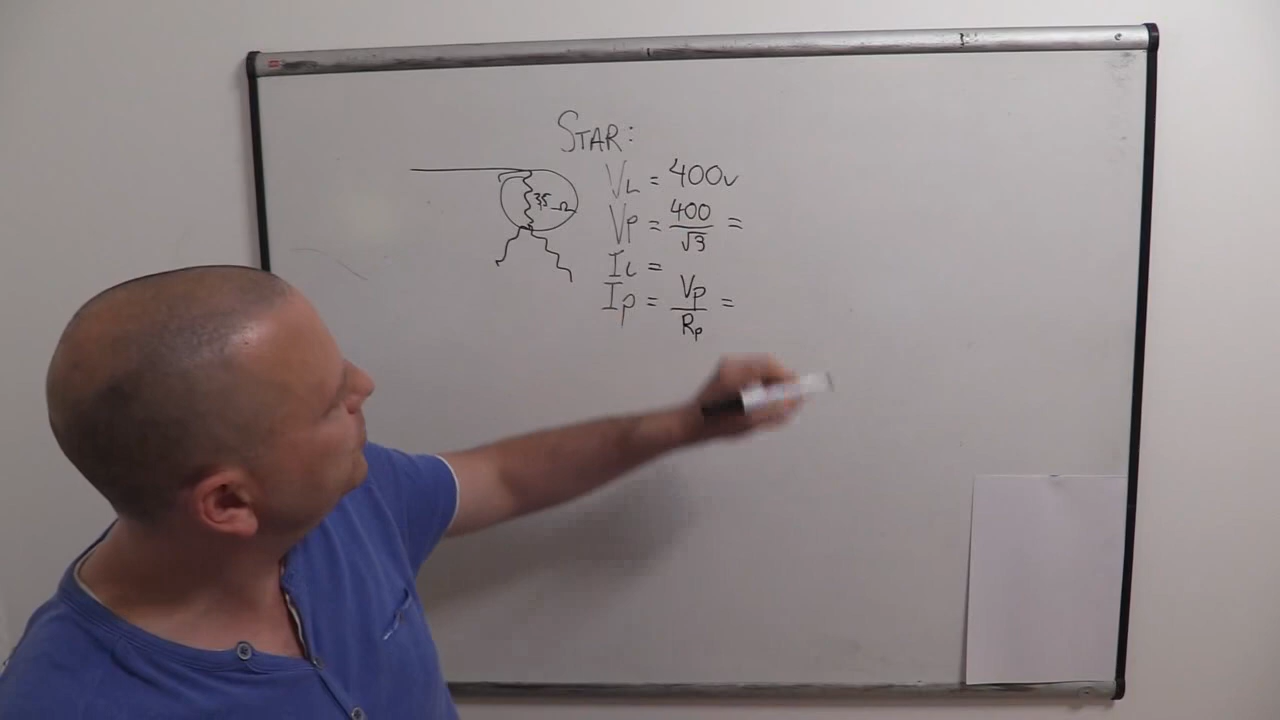 STAR:
VL = 400v
35 Ω
VP = 400/√3 =
IL =
IP = VP/RP =